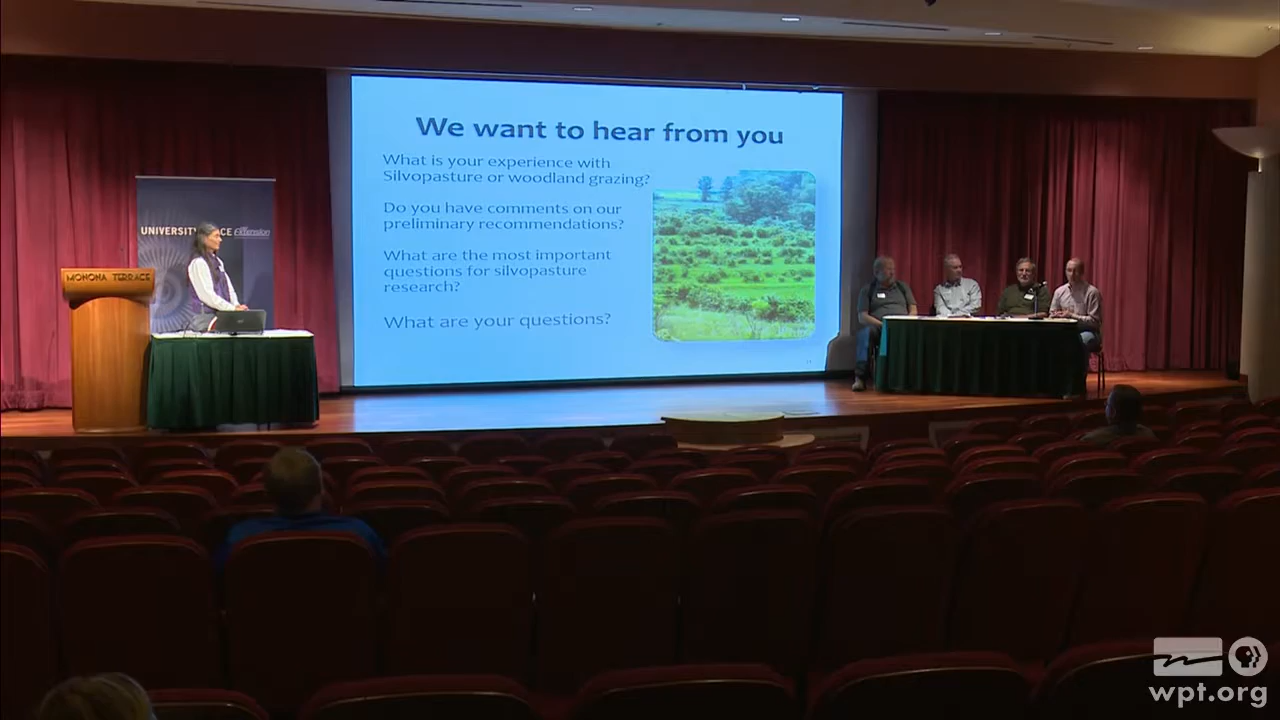 We want to hear from you
What is your experience with
Silvopasture or woodland grazing?
Do you have comments on our
preliminary recommendations?
What are the most important
questions for silvopasture
research?
What are your questions?
UNIVERSITY
Extension
MONONA TERRACE
wpt.org